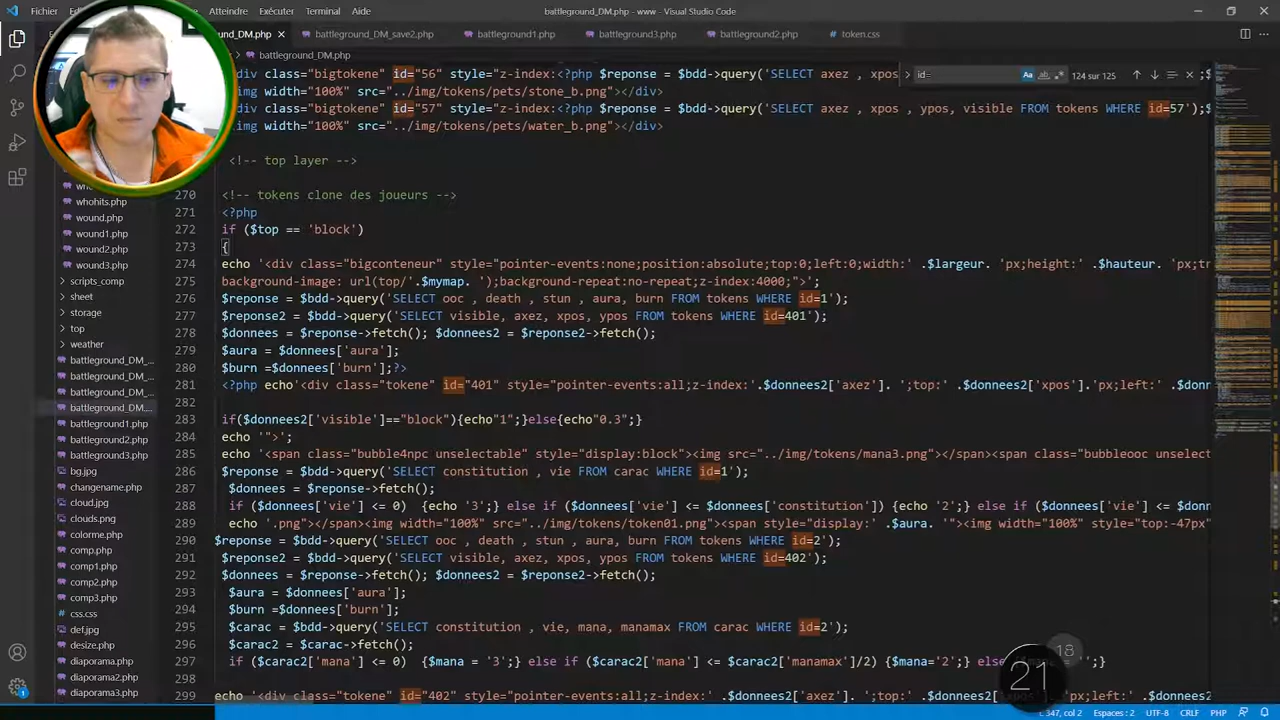 Fichier
Atteindre Exécuter Terminal Aide
battleground_DM.php - www - Visual Studio Code
nd_DM.php × battleground_DM_save2.php battleground1.php battleground3.php battleground2.php token.css
battleground_DM.php
id= Aa ab 124 sur 125
div class="bigtokene" id="56" style="z-index:<?php $reponse = $bdd->query('SELECT axez , xpos
img width="100%" src="../img/tokens/pets/stone_b.png"></div>
div class="bigtokene" id="57" style="z-index:<?php $reponse = $bdd->query('SELECT axez , xpos , ypos,visible FROM tokens WHERE id=57');
img width="100%" src="../img/tokens/pets/water_b.png"></div>
<!-- top layer -->
270 <!-- tokens clone des joueurs -->
271 <?php
272 if ($top == 'block')
273 {
274 echo '<div class="bigconteneur" style="pointer-events:none;position:absolute;top:0;left:0;width:' .$largeur. 'px;height:' .$hauteur. 'px;tr
275 background-image:url(top/'.$mymap. ');background-repeat:no-repeat;z-index:4000;">';
276 $reponse = $bdd->query('SELECT ooc , death , stun , aura, burn FROM tokens WHERE id=1');
277 $reponse2 = $bdd->query('SELECT visible, axez, xpos, ypos FROM tokens WHERE id=401');
278 $donnees = $reponse->fetch(); $donnees2 = $reponse2->fetch();
279 $aura = $donnees['aura'];
280 $burn =$donnees['burn'];?>
281 <?php echo'<div class="tokene" id="401" style="pointer-events:all;z-index:'.$donnees2['axez']. ';top:' .$donnees2['xpos'].'px;left:' .$donn
282
283 if($donnees2['visible']=='block'){echo"1";}else{echo"0.3";}
284 echo '">';
285 echo '<span class="bubble4npc unselectable" style="display:block"><img src="../img/tokens/mana3.png"></span><span class="bubbleooc unselect
286 $reponse = $bdd->query('SELECT constitution , vie FROM carac WHERE id=1');
287 $donnees = $reponse->fetch();
288 if ($donnees['vie'] <= 0) {echo '3';} else if ($donnees['vie'] <= $donnees['constitution']) {echo '2';} else if ($donnees['vie'] <= $donnee
289 echo '.png"></span><img width="100%" src="../img/tokens/token01.png"><span style="display:' .$aura. '"><img width="100%" style="top:-47px"
290 $reponse = $bdd->query('SELECT ooc , death , stun , aura, burn FROM tokens WHERE id=2');
291 $reponse2 = $bdd->query('SELECT visible, axez, xpos, ypos FROM tokens WHERE id=402');
292 $donnees = $reponse->fetch(); $donnees2 = $reponse2->fetch();
293 $aura = $donnees['aura'];
294 $burn =$donnees['burn'];
295 $carac = $bdd->query('SELECT constitution , vie, mana, manamax FROM carac WHERE id=2');
296 $carac2 = $carac->fetch();
297 if ($carac2['mana'] <= 0) {$mana = '3';} else if ($carac2['mana'] <= $carac2['manamax']/2) {$mana='2';} else
299 echo '<div class="tokene" id="402" style="pointer-events:all;z-index:' .$donnees2['axez']. ';top:' .$donnees2['xpos']. 'px;left:' .$donnees
whohits.php
wound.php
wound1.php
wound2.php
wound3.php
scripts_comp
sheet
storage
top
weather
battleground_DM_...
battleground_DM_...
battleground_DM_...
battleground_DM...
battleground1.php
battleground2.php
battleground3.php
bg.jpg
changename.php
cloud.jpg
clouds.png
colorme.php
comp.php
comp1.php
comp2.php
comp3.php
css.css
def.jpg
desize.php
diaporama.php
diaporama2.php
diaporama3.php
18
21
1
L 347, col 2 Espaces : 2 UTF-8 CRLF PHP